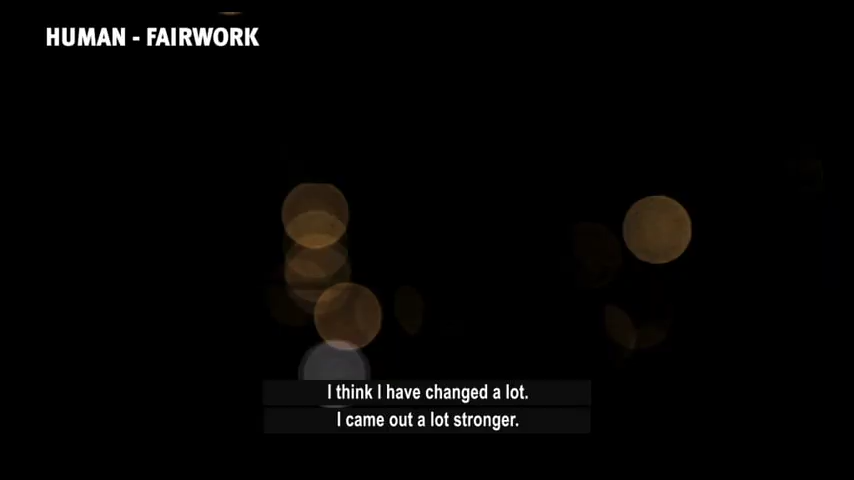 HUMAN - FAIRWORK
I think I have changed a lot.
I came out a lot stronger.